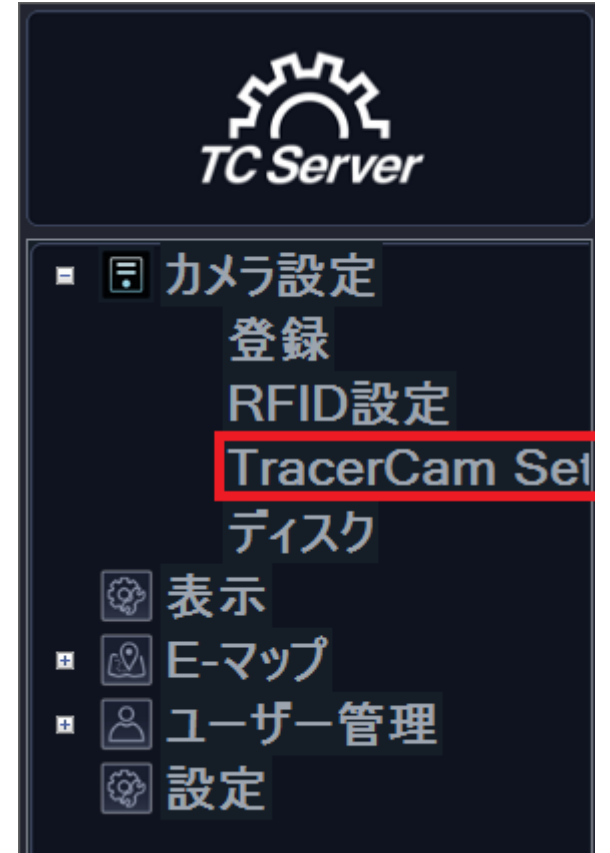 TC Server
カメラ設定
登録
RFID設定
TracerCam Set
ディスク
表示
E-マップ
ユーザー管理
設定